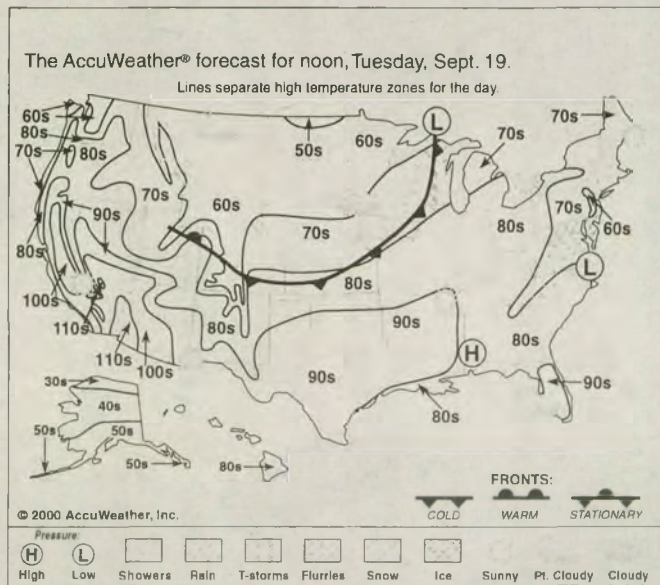 The AccuWeather® forecast for noon, Tuesday, Sept. 19.
Lines separate high temperature zones for the day.
60s
80s
70s
80s
50s
60s
L
70s
70s
70s
60s
90s
70s
80s
70s
60s
80s
80s
L
100s
110s
80s
90s
80s
110s
100s
90s
H
90s
80s
30s
40s
50s
50s
50s
80s
FRONTS:
© 2000 AccuWeather, Inc.
COLD WARM STATIONARY
Pressure:
H L
High Low Showers Rain T-storms Flurries Snow Ice Sunny Pt. Cloudy Cloudy